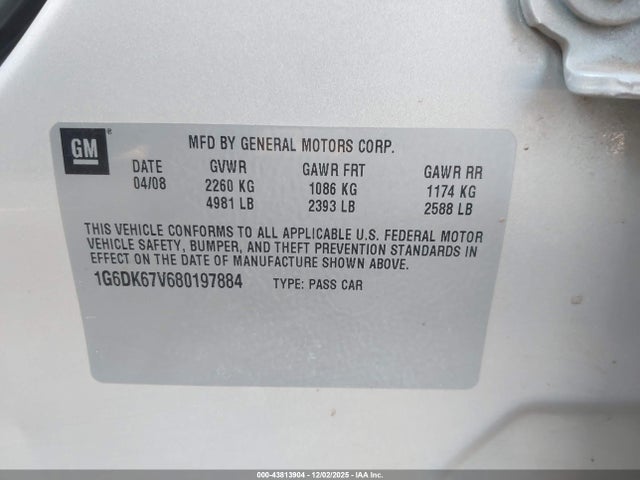 GM ®
MFD BY GENERAL MOTORS CORP.
DATE GVWR GAWR FRT GAWR RR
04/08 2260 KG 1086 KG 1174 KG
4981 LB 2393 LB 2588 LB
THIS VEHICLE CONFORMS TO ALL APPLICABLE U.S. FEDERAL MOTOR
VEHICLE SAFETY, BUMPER, AND THEFT PREVENTION STANDARDS IN
EFFECT ON THE DATE OF MANUFACTURE SHOWN ABOVE.
1G6DK67V680197884 TYPE: PASS CAR
000-43813904 - 12/02/2025 - IAAI Inc.